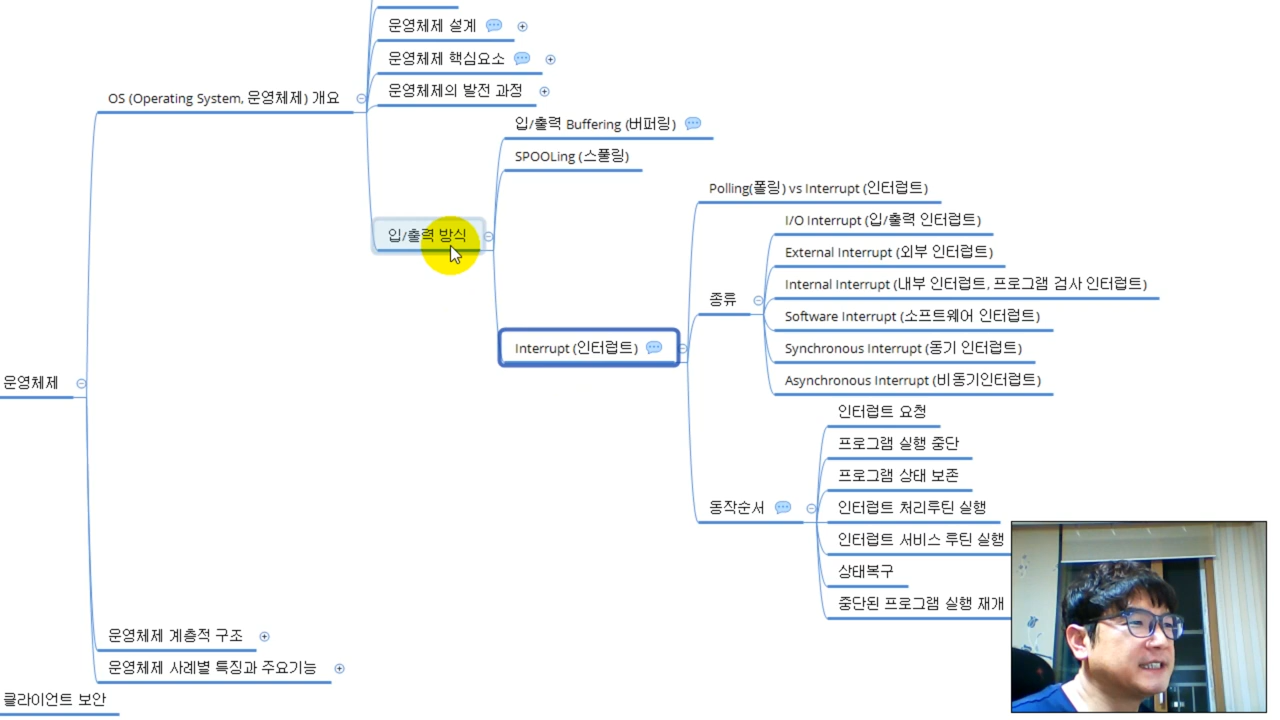 운영체제 설계
운영체제 핵심요소
OS (Operating System, 운영체제) 개요
운영체제의 발전 과정
입/출력 Buffering (버퍼링)
SPOOLing (스풀링)
Polling(폴링) vs Interrupt (인터럽트)
I/O Interrupt (입/출력 인터럽트)
입/출력 방식
External Interrupt (외부 인터럽트)
Internal Interrupt (내부 인터럽트, 프로그램 검사 인터럽트)
종류
Software Interrupt (소프트웨어 인터럽트)
Interrupt (인터럽트)
Synchronous Interrupt (동기 인터럽트)
운영체제
Asynchronous Interrupt (비동기인터럽트)
인터럽트 요청
프로그램 실행 중단
프로그램 상태 보존
동작순서
인터럽트 처리루틴 실행
인터럽트 서비스 루틴 실행
상태복구
중단된 프로그램 실행 재개
운영체제 계층적 구조
운영체제 사례별 특징과 주요기능
클라이언트 보안